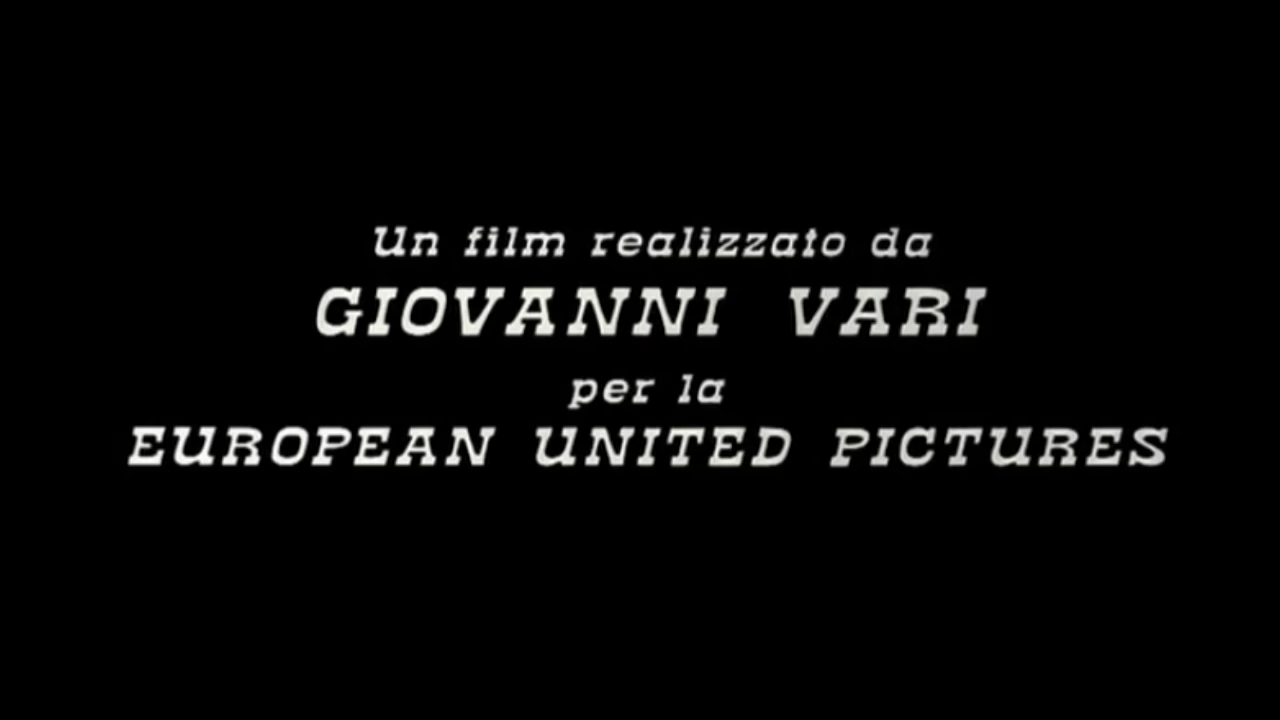 Un film realizzato da
GIOVANNI VARI
per la
EUROPEAN UNITED PICTURES